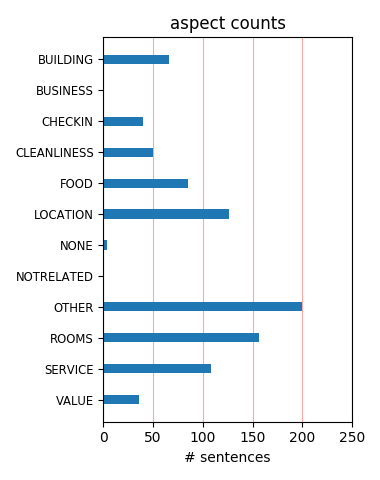 aspect counts
BUILDING
BUSINESS
CHECKIN
CLEANLINESS
FOOD
LOCATION
NONE
NOTRELATED
OTHER
ROOMS
SERVICE
VALUE
0 50 100 150 200 250
# sentences